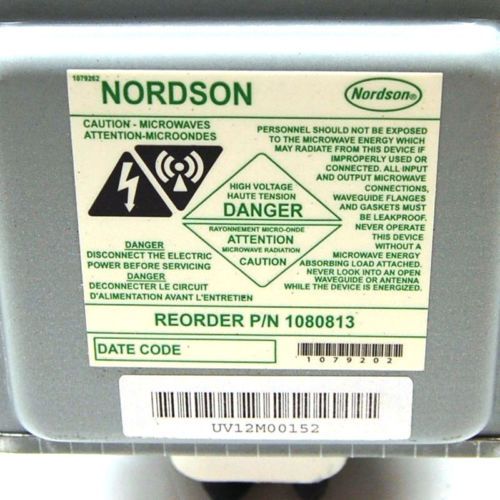 1079262
NORDSON
Nordson®
CAUTION - MICROWAVES
ATTENTION-MICROONDES
PERSONNEL SHOULD NOT BE EXPOSED
TO THE MICROWAVE ENERGY WHICH
MAY RADIATE FROM THIS DEVICE IF
IMPROPERLY USED OR
CONNECTED. ALL INPUT
AND OUTPUT MICROWAVE
CONNECTIONS,
WAVEGUIDE FLANGES
AND GASKETS MUST
BE LEAKPROOF.
NEVER OPERATE
THIS DEVICE
WITHOUT A
MICROWAVE ENERGY
ABSORBING LOAD ATTACHED.
NEVER LOOK INTO AN OPEN
WAVEGUIDE OR ANTENNA
WHILE THE DEVICE IS ENERGIZED.
HIGH VOLTAGE
HAUTE TENSION
DANGER
RAYONNEMENT MICRO-ONDE
ATTENTION
MICROWAVE RADIATION
CAUTION
DANGER
DISCONNECT THE ELECTRIC
POWER BEFORE SERVICING
DANGER
DECONNECTER LE CIRCUIT
D'ALIMENTATION AVANT L'ENTRETIEN
REORDER P/N 1080813
DATE CODE
1079202
UV12M00152